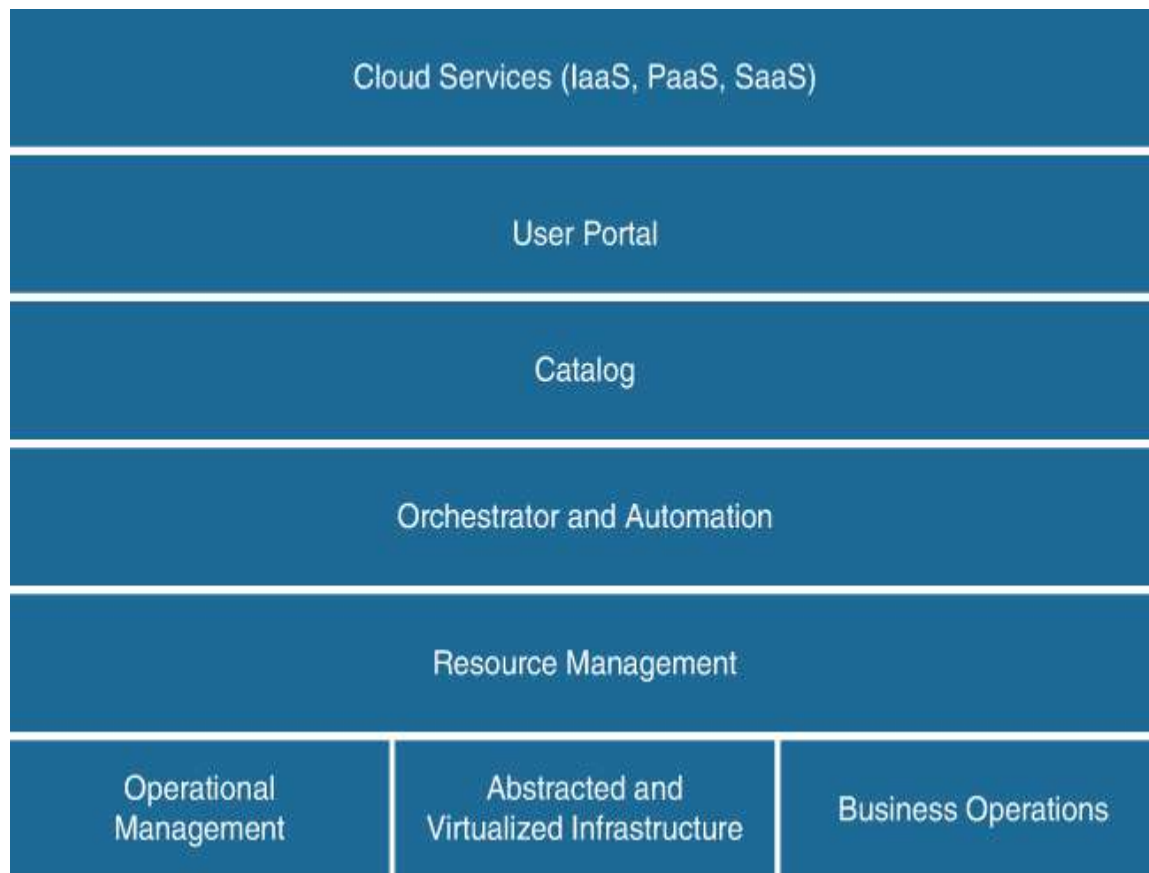 Cloud Services (IaaS, PaaS, SaaS)
User Portal
Catalog
Orchestrator and Automation
Resource Management
Operational
Management
Abstracted and
Virtualized Infrastructure
Business Operations